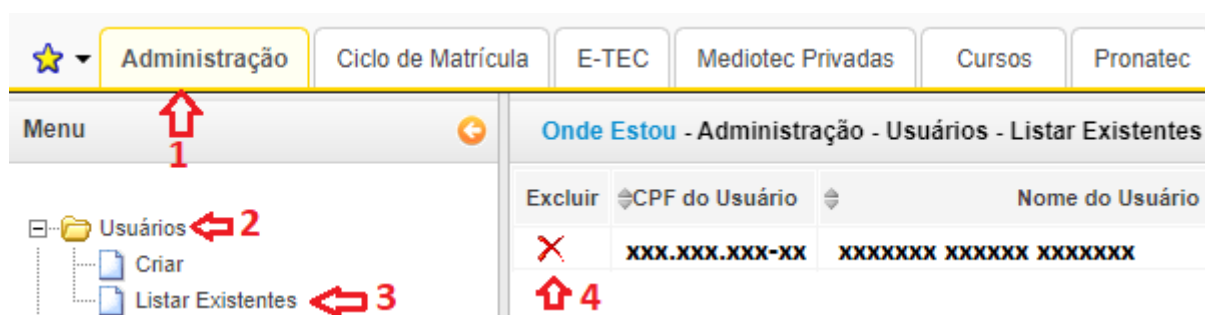 Administração Ciclo de Matrícula E-TEC Mediotec Privadas Cursos Pronatec
1
Menu
Onde Estou - Administração - Usuários - Listar Existentes
Excluir CPF do Usuário Nome do Usuário
Usuários 2
Criar
Listar Existentes 3
xxx.xxx.xxx-xx xxxxxxx xxxxxx xxxxxxx
4